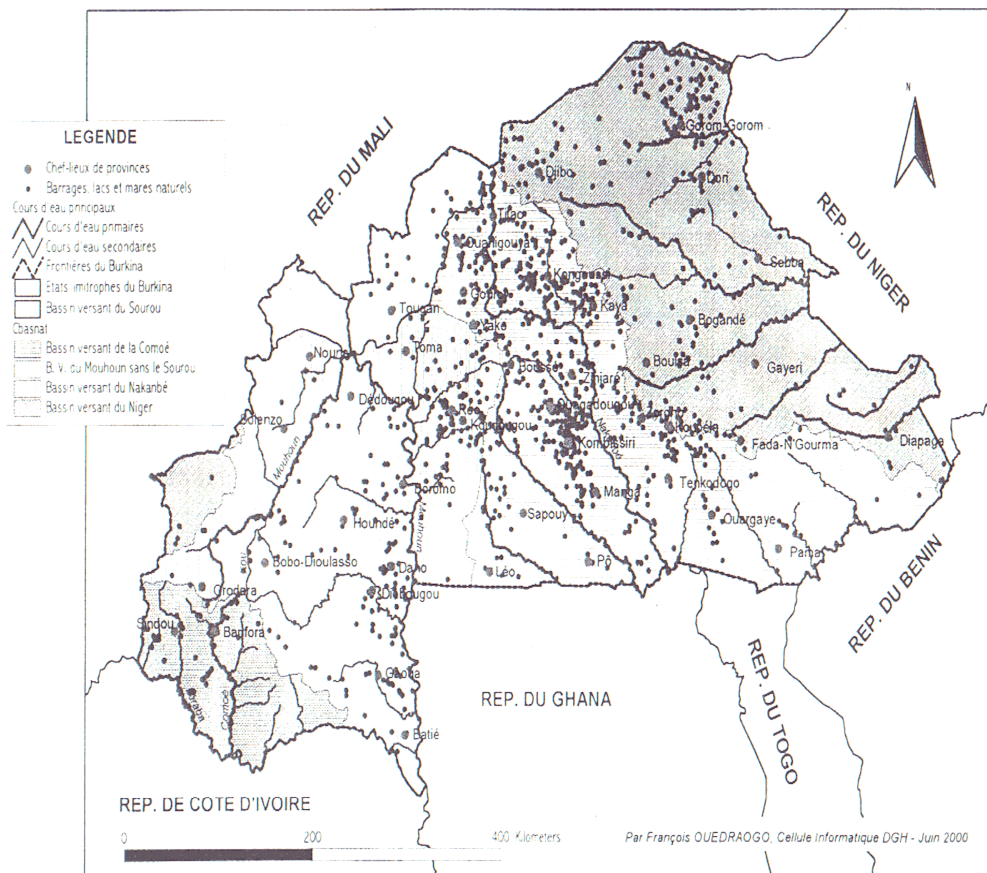 N
LEGENDE
Chef-lieux de provinces
Barrages, lacs et mares naturels
Cours d'eau principaux
Cours d'eau primaires
Cours d'eau secondaires
Frontières du Burkina
Etats limitrophes du Burkina
Bassin versant du Sourou
Cbasnat
Bassin versant de la Comoé
B. V. du Mouhoun sans le Sourou
Bassin versant du Nakanbé
Bassin versant du Niger
REP. DU MALI
REP. DU NIGER
REP. DU BENIN
REP. DU TOGO
REP. DU GHANA
REP. DE COTE D'IVOIRE
Gorom-Gorom
Djibo
Dori
Titao
Ouahigouya
Sebba
Kongoussi
Gourcy
Kaya
Tougan
Bogandé
Yako
Toma
Nouna
Boulsa
Gayeri
Boussé
Ziniaré
Dédougou
Ouagadougou
Zorgho
Réo
Koudougou
Koupéla
Solenzo
Kombissiri
Nakanbé
Diapaga
Fada-N'Gourma
Mouhoun
Tenkodogo
Boromo
Manga
Sapouy
Ouargaye
Houndé
Mouhoun
Pama
Bobo-Dioulasso
Dano
Léo
Pô
Orodara
Diébougou
Sindou
Banfora
Gaoua
Comoé
Batié
0 200 400 Kilometers
Par François OUEDRAOGO, Cellule Informatique DGH - Juin 2000